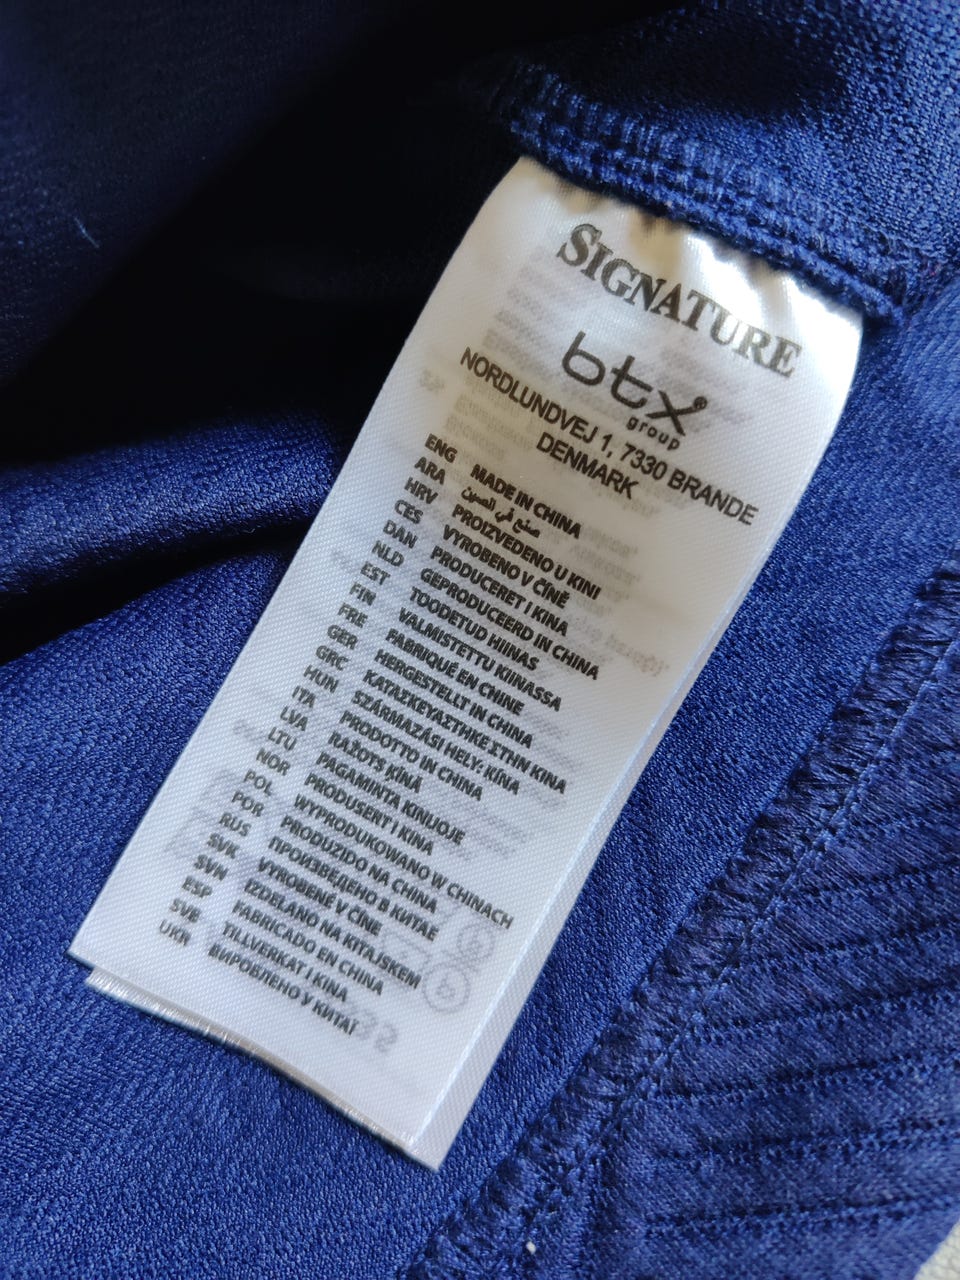 SIGNATURE
btx
group
NORDLUNDVEJ 1, 7330 BRANDE
DENMARK
ENG MADE IN CHINA
ARA صنع في الصين
HRV PROIZVEDENO U KINI
CES VYROBENO V ČÍNĚ
DAN PRODUCERET I KINA
NLD GEPRODUCEERD IN CHINA
EST TOODETUD HIINAS
FIN VALMISTETTU KIINASSA
FRE FABRIQUÉ EN CHINE
GER HERGESTELLT IN CHINA
GRC ΚΑΤΑΣΚΕΥΑΣΤΗΚΕ ΣΤΗΝ ΚΙΝΑ
HUN SZÁRMAZÁSI HELY: KÍNA
ITA PRODOTTO IN CHINA
LVA RAŽOTS ĶĪNĀ
LTU PAGAMINTA KINIJOJE
NOR PRODUSERT I KINA
POL WYPRODUKOWANO W CHINACH
POR PRODUZIDO NA CHINA
RUS ПРОИЗВЕДЕНО В КИТАЕ
SVK VYROBENÉ V ČÍNE
SVN IZDELANO NA KITAJSKEM
ESP FABRICADO EN CHINA
SVB TILLVERKAT I KINA
UKR ВИРОБЛЕНО У КИТАЇ